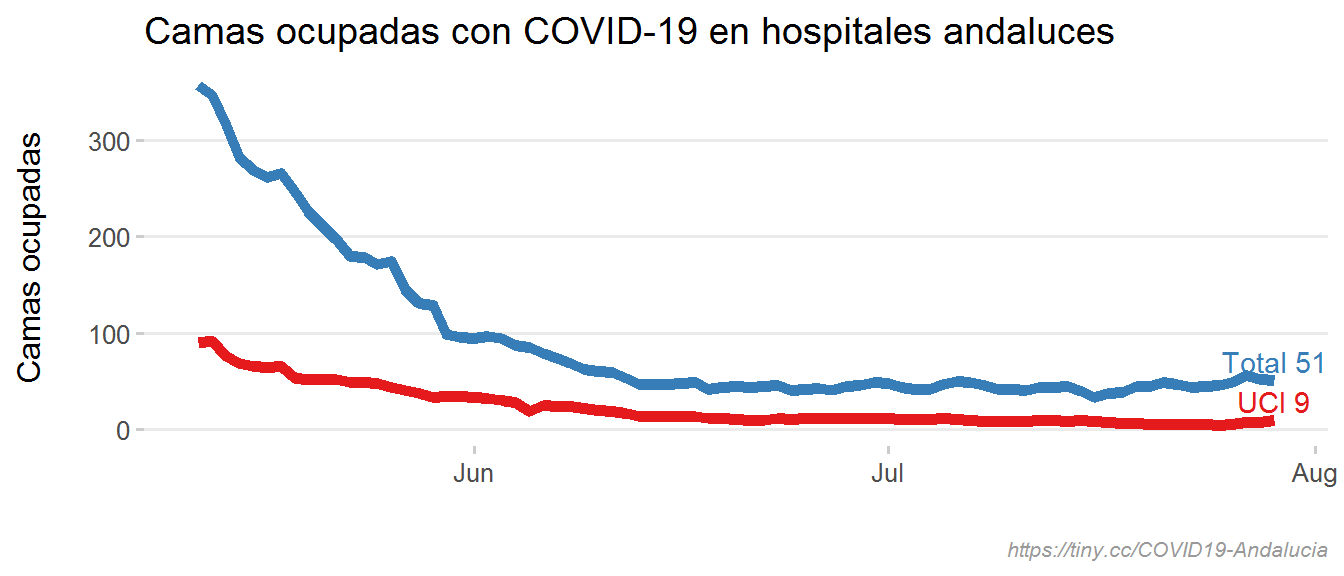 Camas ocupadas con COVID-19 en hospitales andaluces
Camas ocupadas
300
200
100
0
Total 51
UCI 9
Jun
Jul
Aug
https://tiny.cc/COVID19-Andalucia